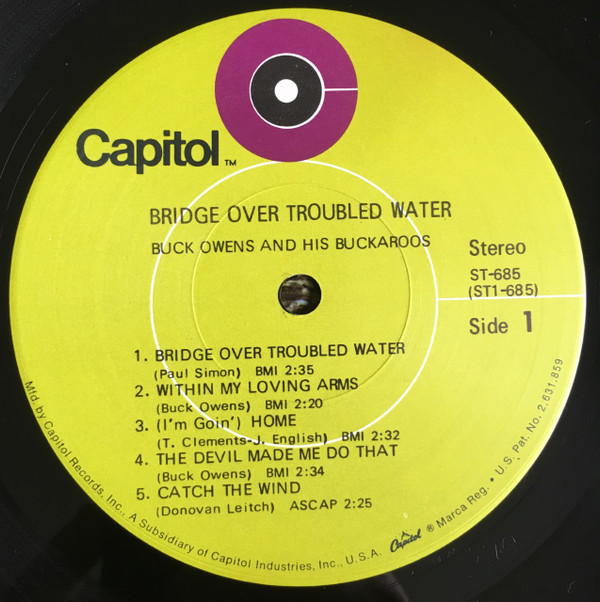 Capitol™
BRIDGE OVER TROUBLED WATER
BUCK OWENS AND HIS BUCKAROOS
Stereo
ST-685
(ST1-685)
Side 1
1. BRIDGE OVER TROUBLED WATER
(Paul Simon) BMI 2:35
2. WITHIN MY LOVING ARMS
(Buck Owens) BMI 2:20
3. (I'm Goin') HOME
(T. Clements-J. English) BMI 2:32
4. THE DEVIL MADE ME DO THAT
(Buck Owens) BMI 2:34
5. CATCH THE WIND
(Donovan Leitch) ASCAP 2:25
Mfd. by Capitol Records, Inc., A Subsidiary of Capitol Industries, Inc., U.S.A. Capitol ® Marca Reg. • U.S. Pat. No. 2,631,859